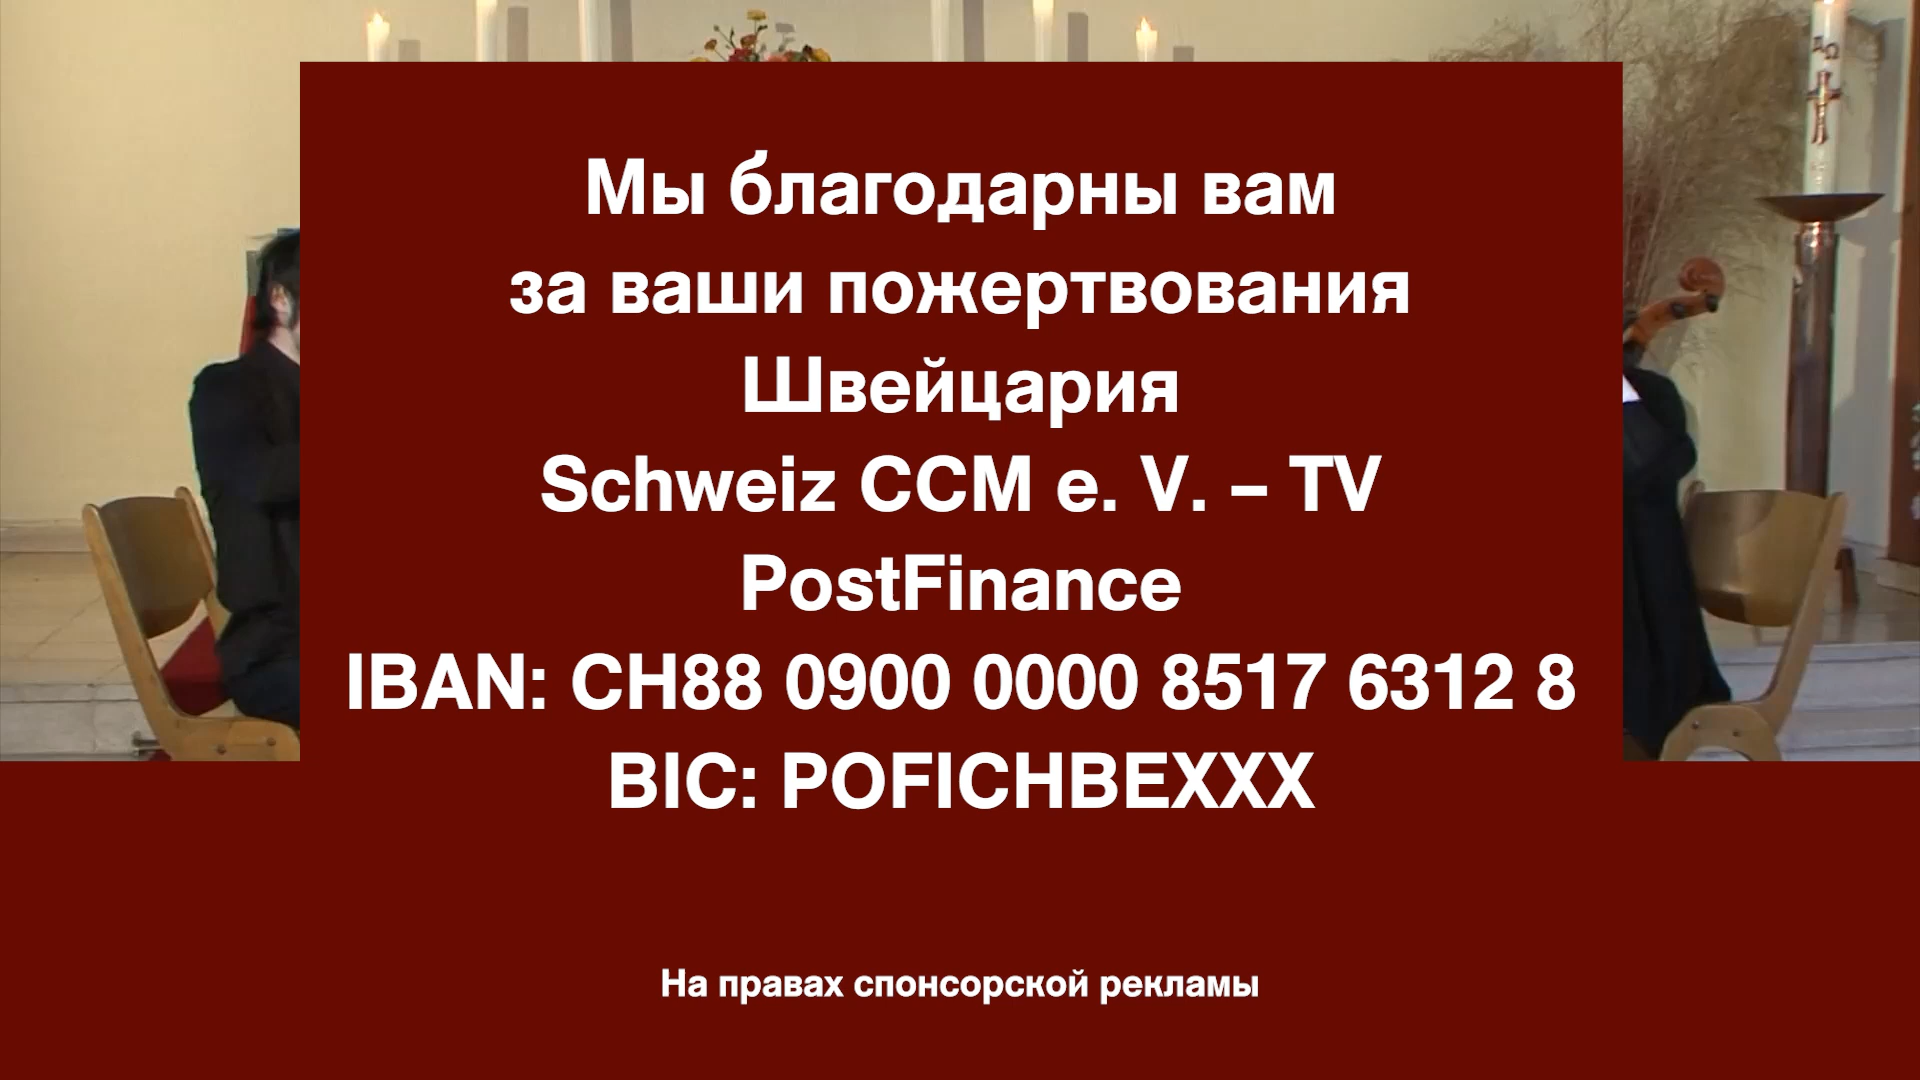 Мы благодарны вам
за ваши пожертвования
Швейцария
Schweiz CCM e. V. – TV
PostFinance
IBAN: CH88 0900 0000 8517 6312 8
BIC: POFICHBEXXX
На правах спонсорской рекламы